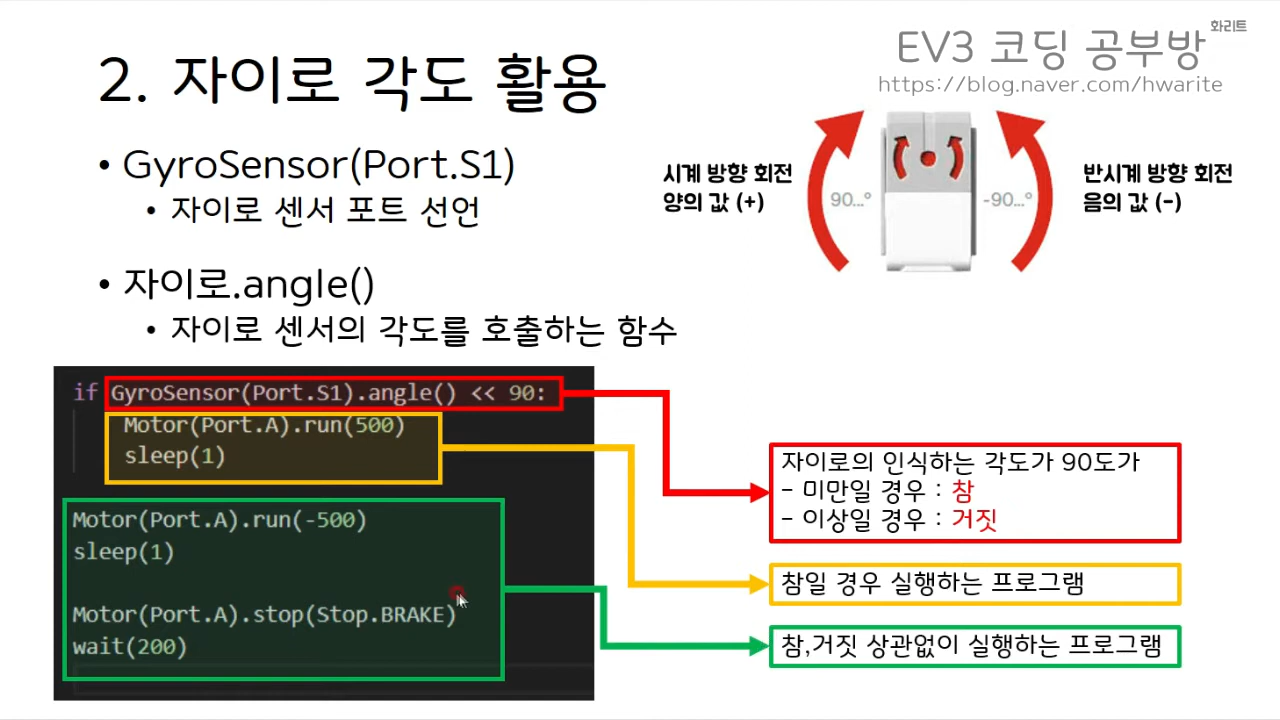 화리트
EV3 코딩 공부방
https://blog.naver.com/hwarite
2. 자이로 각도 활용
• GyroSensor(Port.S1)
• 자이로 센서 포트 선언
• 자이로.angle()
• 자이로 센서의 각도를 호출하는 함수
시계 방향 회전
양의 값 (+)
90...°
-90...°
반시계 방향 회전
음의 값 (-)
if GyroSensor(Port.S1).angle() << 90:
Motor(Port.A).run(500)
sleep(1)
Motor(Port.A).run(-500)
sleep(1)
Motor(Port.A).stop(Stop.BRAKE)
wait(200)
자이로의 인식하는 각도가 90도가
- 미만일 경우 : 참
- 이상일 경우 : 거짓
참일 경우 실행하는 프로그램
참,거짓 상관없이 실행하는 프로그램